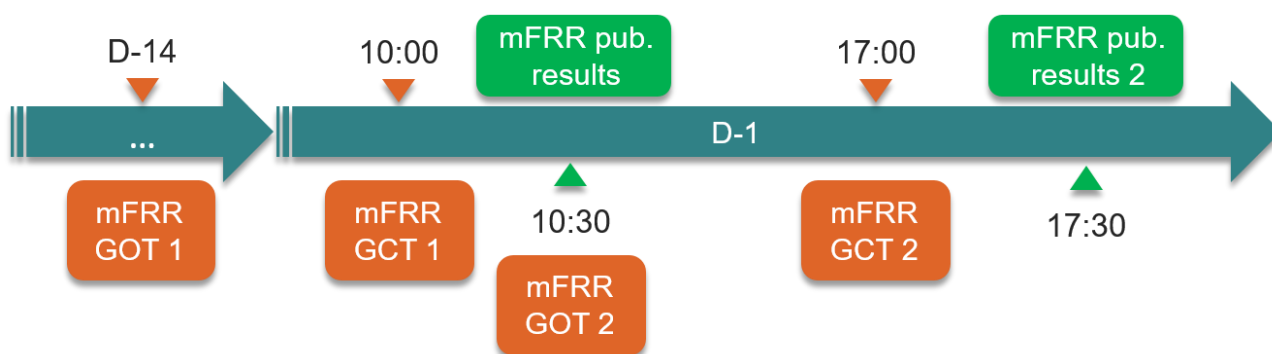 D-14
10:00
mFRR pub.
results
17:00
mFRR pub.
results 2
...
D-1
mFRR
GOT 1
mFRR
GCT 1
10:30
mFRR
GOT 2
mFRR
GCT 2
17:30